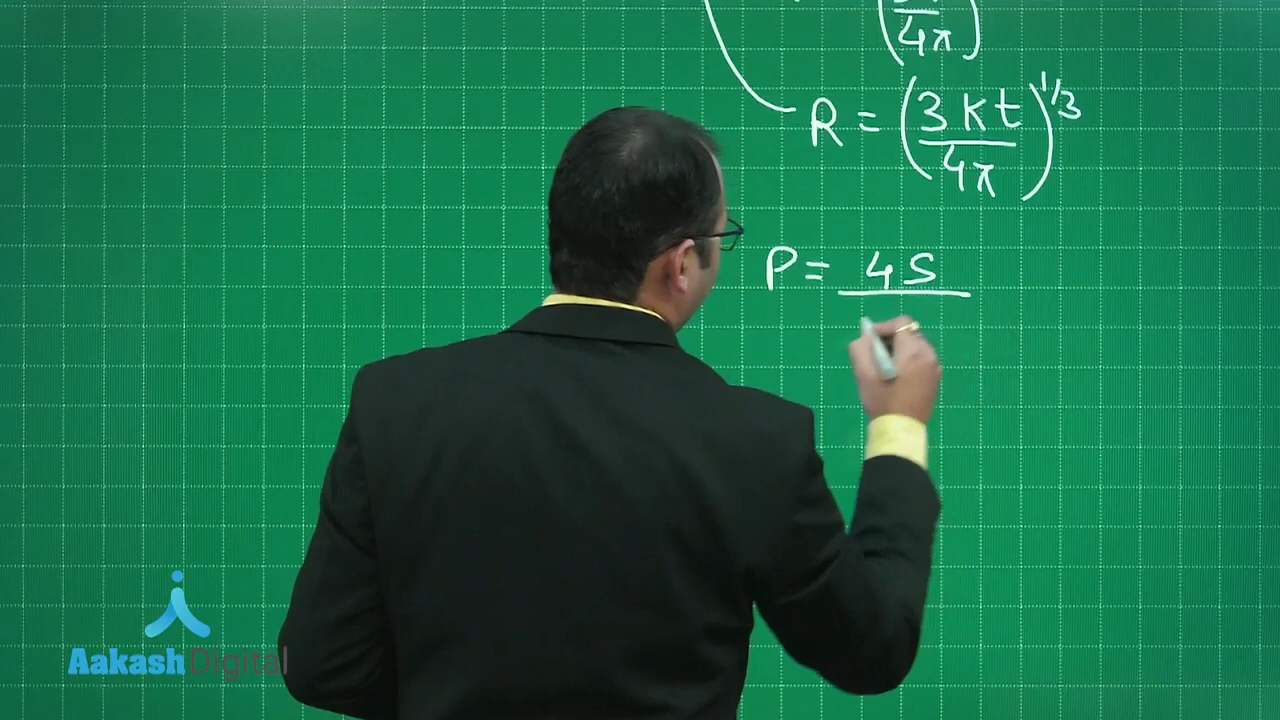 4π
R = (3kt/4π)^1/3
P = 4S
Aakash Digital